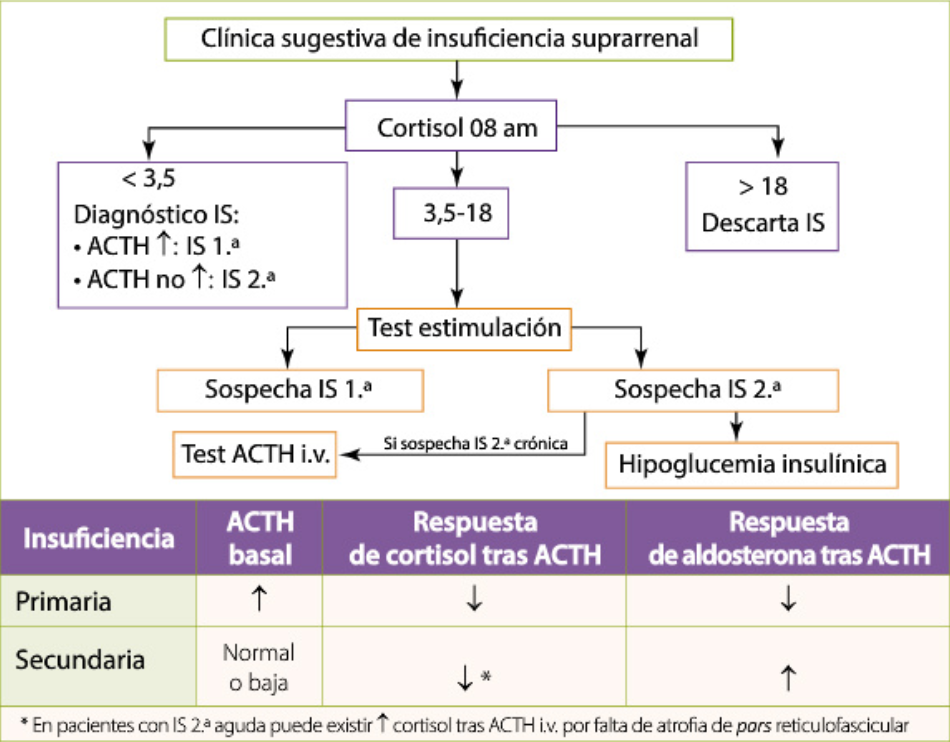 Clínica sugestiva de insuficiencia suprarrenal
Cortisol 08 am
< 3,5
Diagnóstico IS:
• ACTH ↑: IS 1.ª
• ACTH no ↑: IS 2.ª
3,5-18
> 18
Descarta IS
Test estimulación
Sospecha IS 1.ª
Sospecha IS 2.ª
Test ACTH i.v.
Si sospecha IS 2.ª crónica
Hipoglucemia insulínica
Insuficiencia
ACTH
basal
Respuesta
de cortisol tras ACTH
Respuesta
de aldosterona tras ACTH
Primaria
↑
↓
↓
Secundaria
Normal
o baja
↓ *
↑
* En pacientes con IS 2.ª aguda puede existir ↑ cortisol tras ACTH i.v. por falta de atrofia de pars reticulofascicular